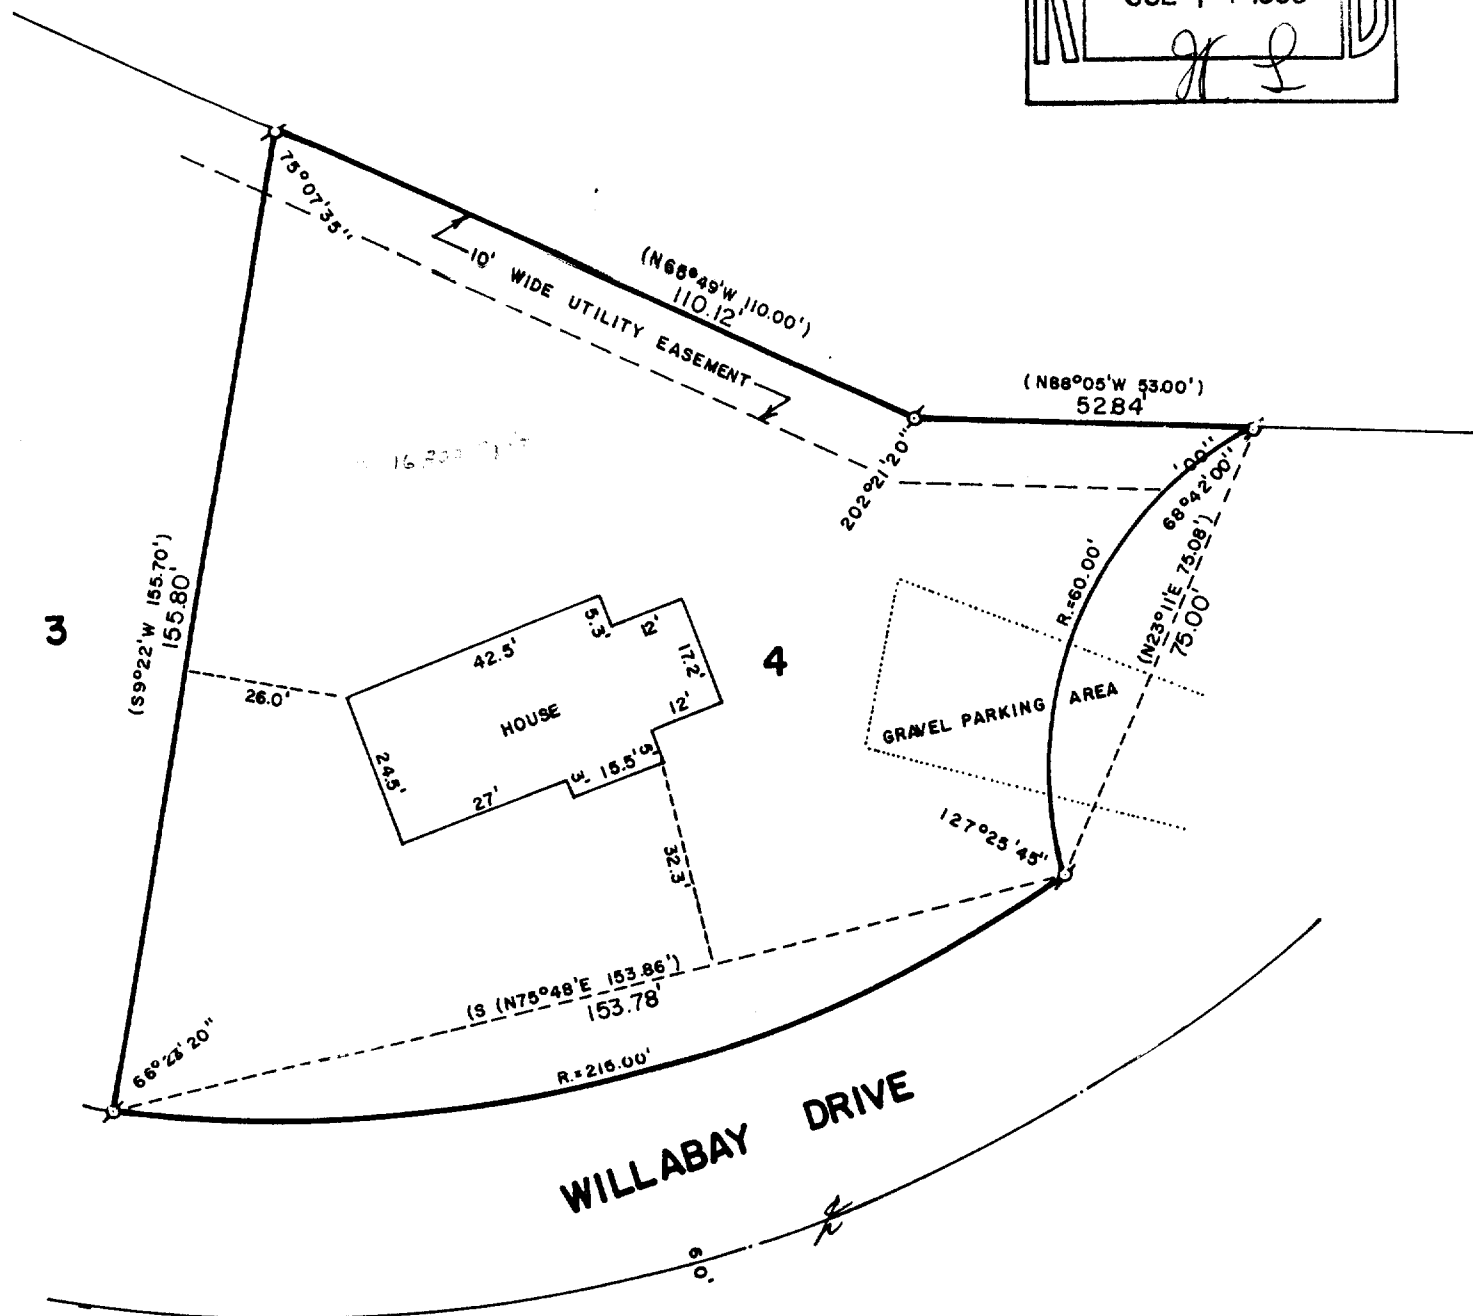 75°07'35"
10' WIDE UTILITY EASEMENT
(N65°49'W 110.00')
110.12'
(N88°05'W 53.00')
52.84'
202°21'20"
'00"
68°42'00"
R.=60.00'
(N23°11'E 75.08')
75.00'
3
(S9°22'W 155.70')
155.80'
26.0'
42.5'
5.3'
12'
17.2'
12'
5'
15.5'
3'
27'
24.5'
HOUSE
4
GRAVEL PARKING AREA
127°25'45"
32.3'
(S (N75°48'E 153.86')
153.78'
66° 20"
R.=215.00'
WILLABAY DRIVE
60'